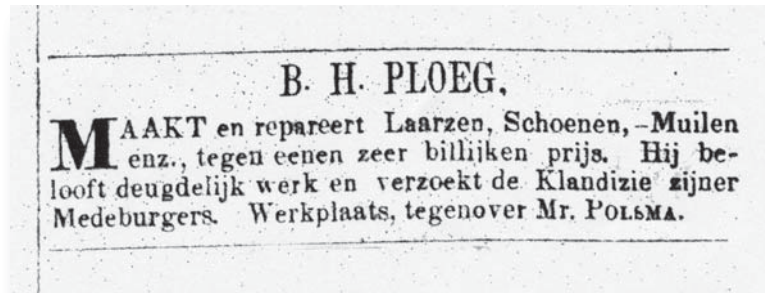 B. H. PLOEG,
MAAKT en repareert Laarzen, Schoenen, -Muilen
enz., tegen eenen zeer billijken prijs. Hij be-
looft deugdelijk werk en verzoekt de Klandizie zijner
Medeburgers. Werkplaats, tegenover Mr. POLSMA.